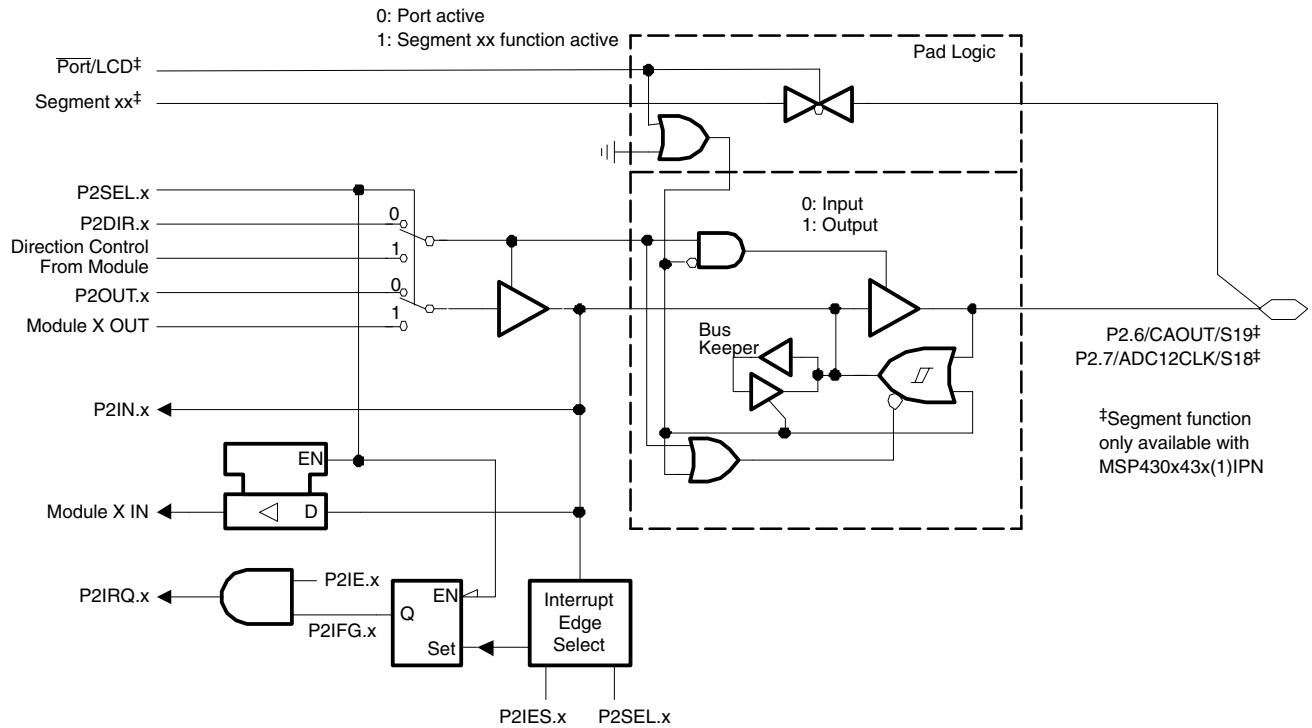 0: Port active
1: Segment xx function active
Pad Logic
Port/LCD‡
Segment xx‡
P2SEL.x
P2DIR.x
0
Direction Control
From Module
1
P2OUT.x
0
Module X OUT
1
0: Input
1: Output
Bus
Keeper
P2.6/CAOUT/S19‡
P2.7/ADC12CLK/S18‡
P2IN.x
‡Segment function
only available with
MSP430x43x(1)IPN
EN
Module X IN
D
P2IRQ.x
P2IE.x
P2IFG.x
EN
Q
Set
Interrupt
Edge
Select
P2IES.x
P2SEL.x